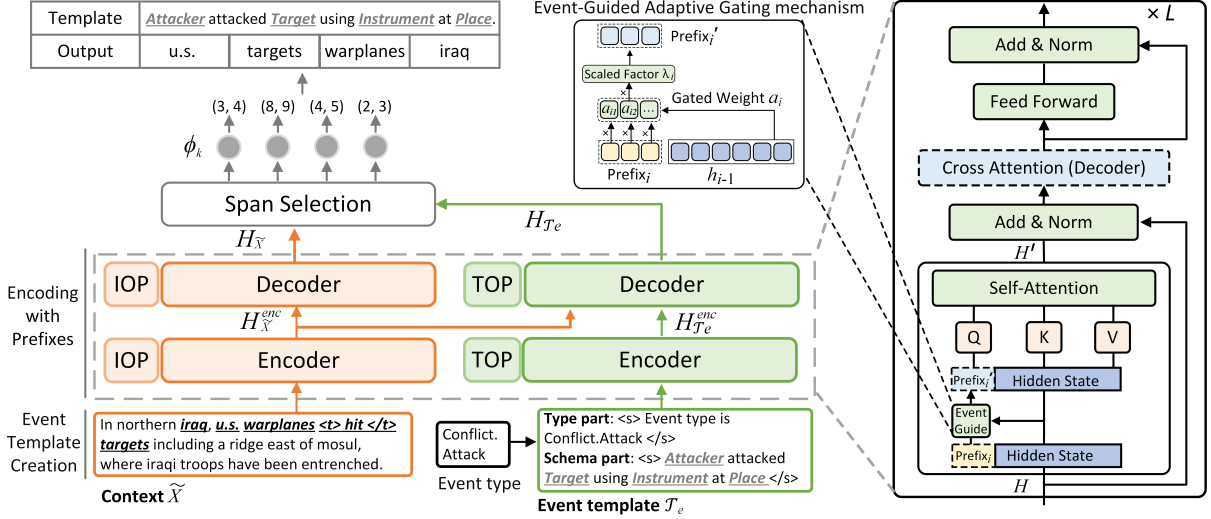 Template
Attacker attacked Target using Instrument at Place.
Output
u.s.
targets
warplanes
iraq
(3, 4)
(8, 9)
(4, 5)
(2, 3)
ϕk
Span Selection
H𝒯e
HX̃
Encoding
with
Prefixes
IOP
Decoder
TOP
Decoder
HX̃enc
H𝒯eenc
IOP
Encoder
TOP
Encoder
Event
Template
Creation
In northern iraq, u.s. warplanes <t> hit </t>
targets including a ridge east of mosul,
where iraqi troops have been entrenched.
Context X̃
Conflict.
Attack
Event type
Type part: <s> Event type is
Conflict.Attack </s>
Schema part: <s> Attacker attacked
Target using Instrument at Place </s>
Event template 𝒯e
Event-Guided Adaptive Gating mechanism
Prefixi′
Scaled Factor λi
×
ai1
ai2
...
Gated Weight ai
×
×
×
Prefixi
hi-1
× L
Add & Norm
Feed Forward
Cross Attention (Decoder)
Add & Norm
H′
Self-Attention
Q
K
V
Prefixi′
Hidden State
Event
Guide
Prefixi
Hidden State
H